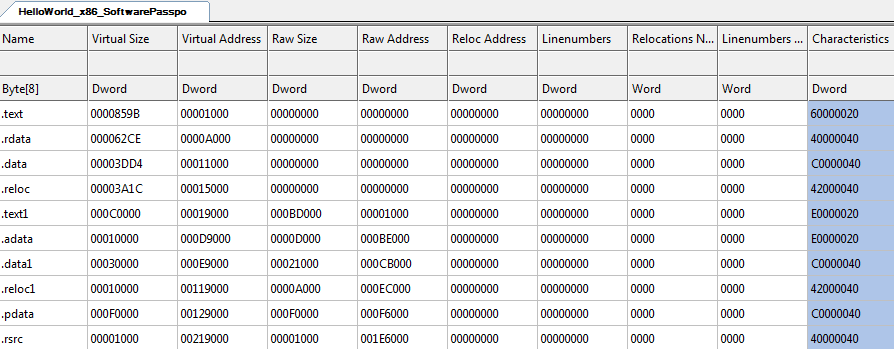 HelloWorld_x86_SoftwarePasspo
Name Virtual Size Virtual Address Raw Size Raw Address Reloc Address Linenumbers Relocations N... Linenumbers ... Characteristics
Byte[8] Dword Dword Dword Dword Dword Dword Word Word Dword
.text 0000859B 00001000 00000000 00000000 00000000 00000000 0000 0000 60000020
.rdata 000062CE 0000A000 00000000 00000000 00000000 00000000 0000 0000 40000040
.data 00003DD4 00011000 00000000 00000000 00000000 00000000 0000 0000 C0000040
.reloc 00003A1C 00015000 00000000 00000000 00000000 00000000 0000 0000 42000040
.text1 000C0000 00019000 000BD000 00001000 00000000 00000000 0000 0000 E0000020
.adata 00010000 000D9000 0000D000 000BE000 00000000 00000000 0000 0000 E0000020
.data1 00030000 000E9000 00021000 000CB000 00000000 00000000 0000 0000 C0000040
.reloc1 00010000 00119000 0000A000 000EC000 00000000 00000000 0000 0000 42000040
.pdata 000F0000 00129000 000F0000 000F6000 00000000 00000000 0000 0000 C0000040
.rsrc 00001000 00219000 00001000 001E6000 00000000 00000000 0000 0000 40000040